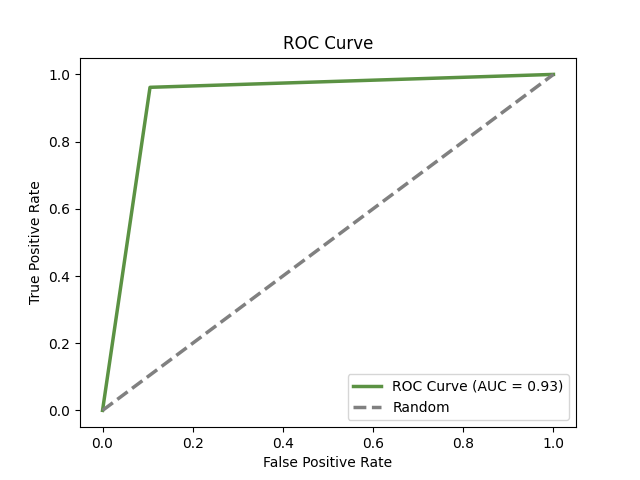 ROC Curve
True Positive Rate
1.0
0.8
0.6
0.4
0.2
0.0
0.0 0.2 0.4 0.6 0.8 1.0
False Positive Rate
ROC Curve (AUC = 0.93)
Random